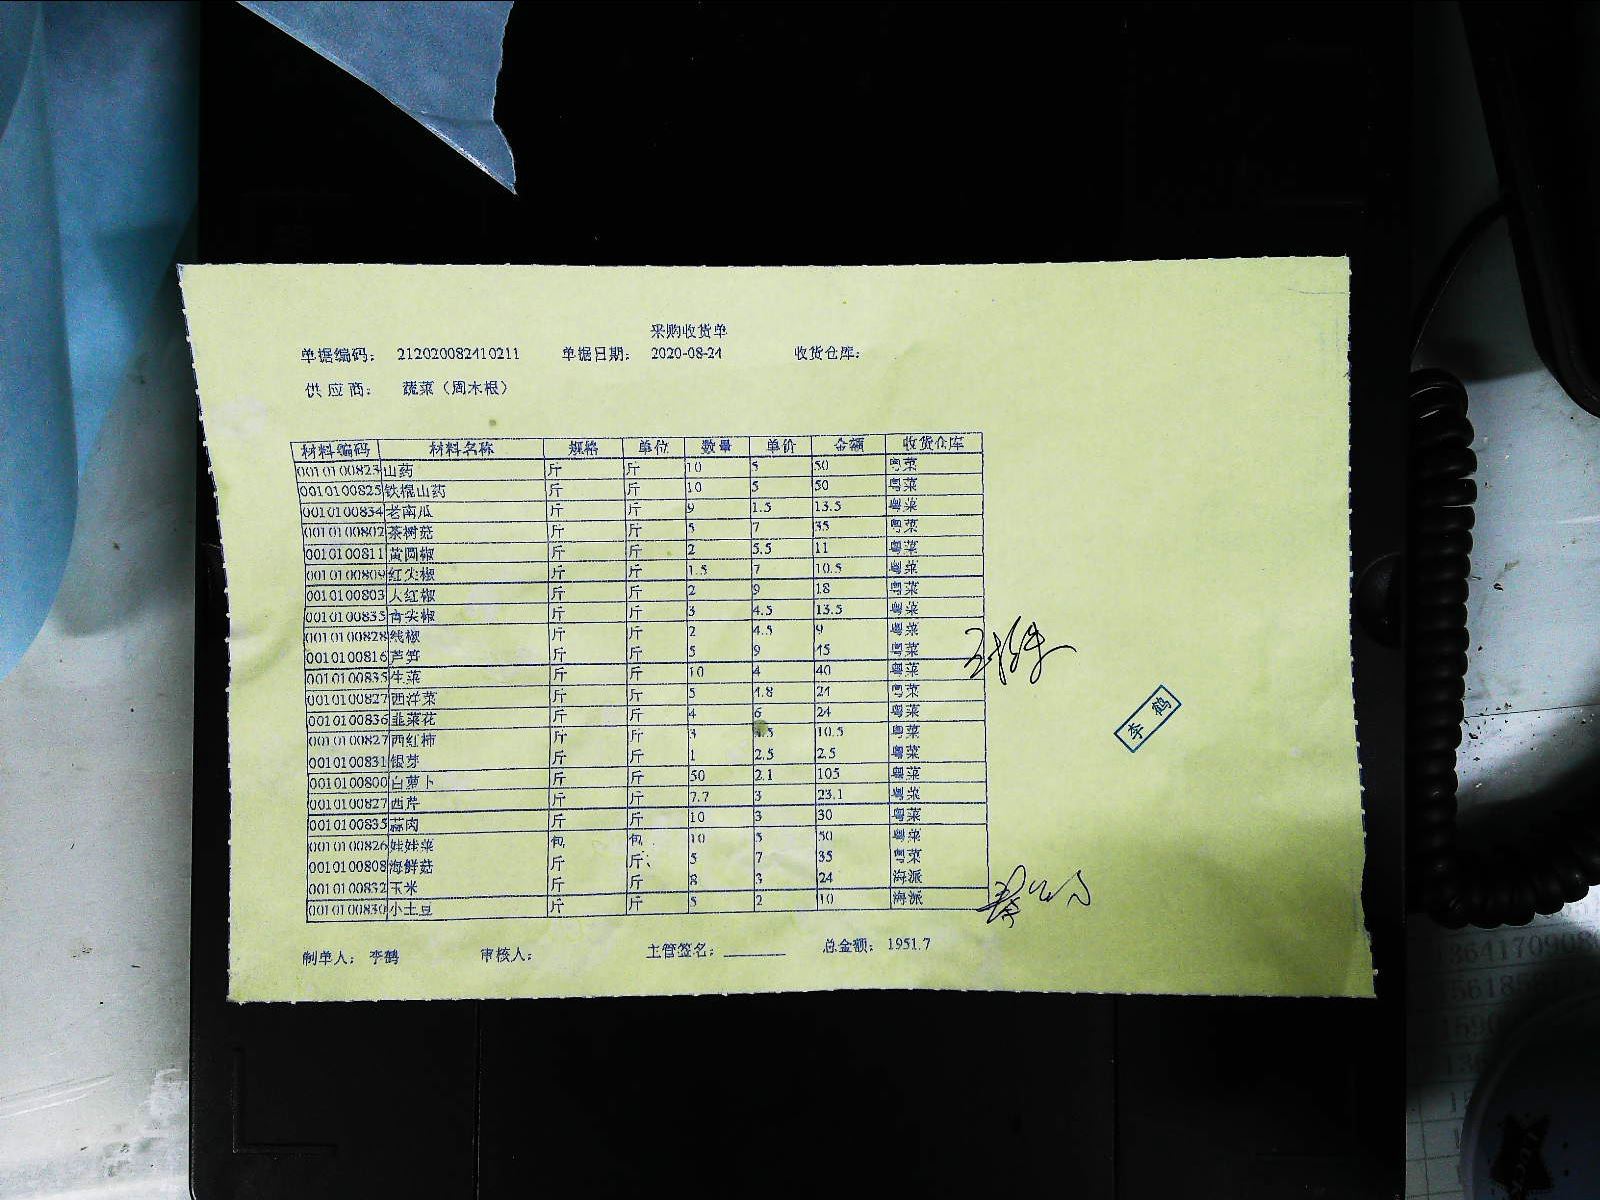 采购收货单
单据编码： 212020082410211 单据日期： 2020-08-24 收货仓库：
供应商： 蔬菜（周木根）
材料编码 材料名称 规格 单位 数量 单价 金额 收货仓库
0010100823 山药 斤 斤 10 5 50 粤菜
0010100825 铁棍山药 斤 斤 10 5 50 粤菜
0010100834 老南瓜 斤 斤 9 1.5 13.5 粤菜
0010100802 茶树菇 斤 斤 5 7 35 粤菜
0010100811 黄圆椒 斤 斤 2 5.5 11 粤菜
0010100809 红尖椒 斤 斤 1.5 7 10.5 粤菜
0010100803 大红椒 斤 斤 2 9 18 粤菜
0010100835 青尖椒 斤 斤 3 4.5 13.5 粤菜
0010100828 线椒 斤 斤 2 4.5 9 粤菜
0010100816 芦笋 斤 斤 5 9 45 粤菜
0010100835 生菜 斤 斤 10 4 40 粤菜
0010100827 西洋菜 斤 斤 5 4.8 24 粤菜
0010100836 韭菜花 斤 斤 4 6 24 粤菜
0010100827 西红柿 斤 斤 3 3.5 10.5 粤菜
0010100831 银芽 斤 斤 1 2.5 2.5 粤菜
0010100800 白萝卜 斤 斤 50 2.1 105 粤菜
0010100827 西芹 斤 斤 7.7 3 23.1 粤菜
0010100835 蒜肉 斤 斤 10 3 30 粤菜
0010100826 娃娃菜 包 包 10 5 50 粤菜
0010100808 海鲜菇 斤 斤 5 7 35 粤菜
0010100832 玉米 斤 斤 8 3 24 海派
0010100830 小土豆 斤 斤 5 2 10 海派
李鹤
制单人： 李鹤 审核人： 主管签名： 总金额： 1951.7